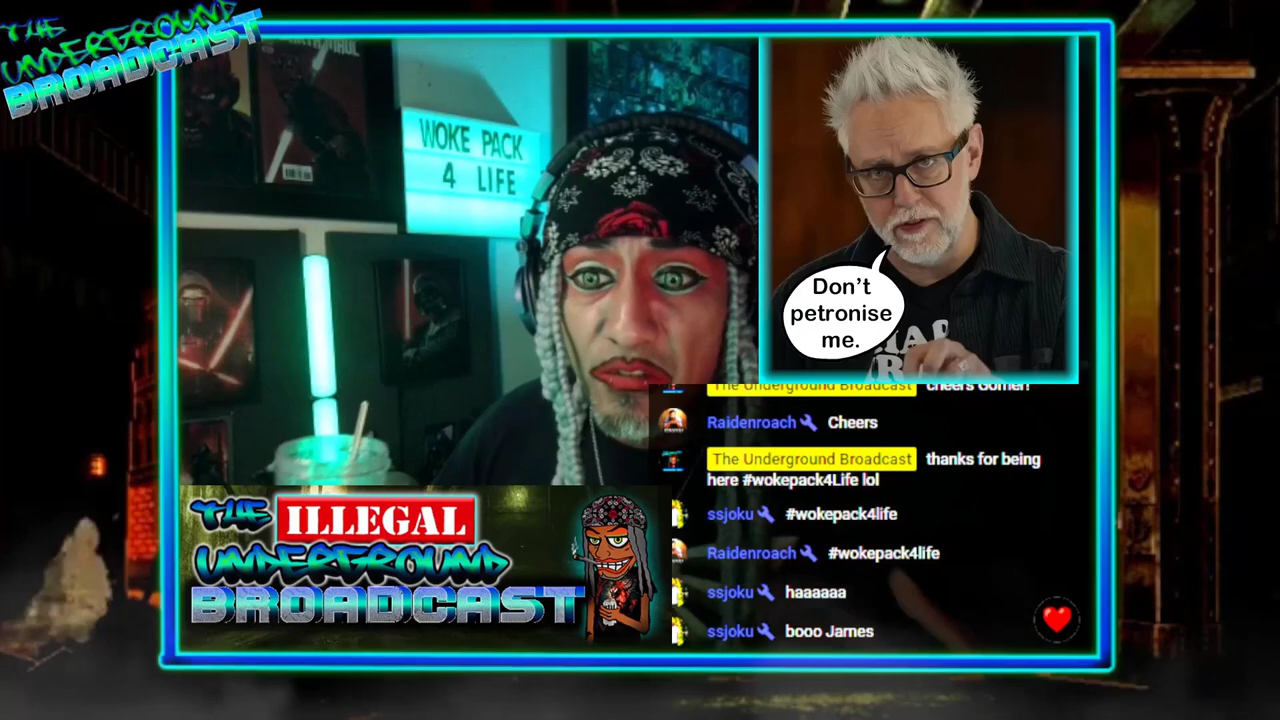 THE
UNDERGROUND
BROADCAST
WOKE PACK
4 LIFE
Don't
petronise
me.
The Underground Broadcast cheers Gomer!
Raidenroach Cheers
The Underground Broadcast thanks for being
here #wokepack4Life lol
ssjoku #wokepack4life
Raidenroach #wokepack4life
ssjoku haaaaaa
ssjoku booo James
THE ILLEGAL
UNDERGROUND
BROADCAST